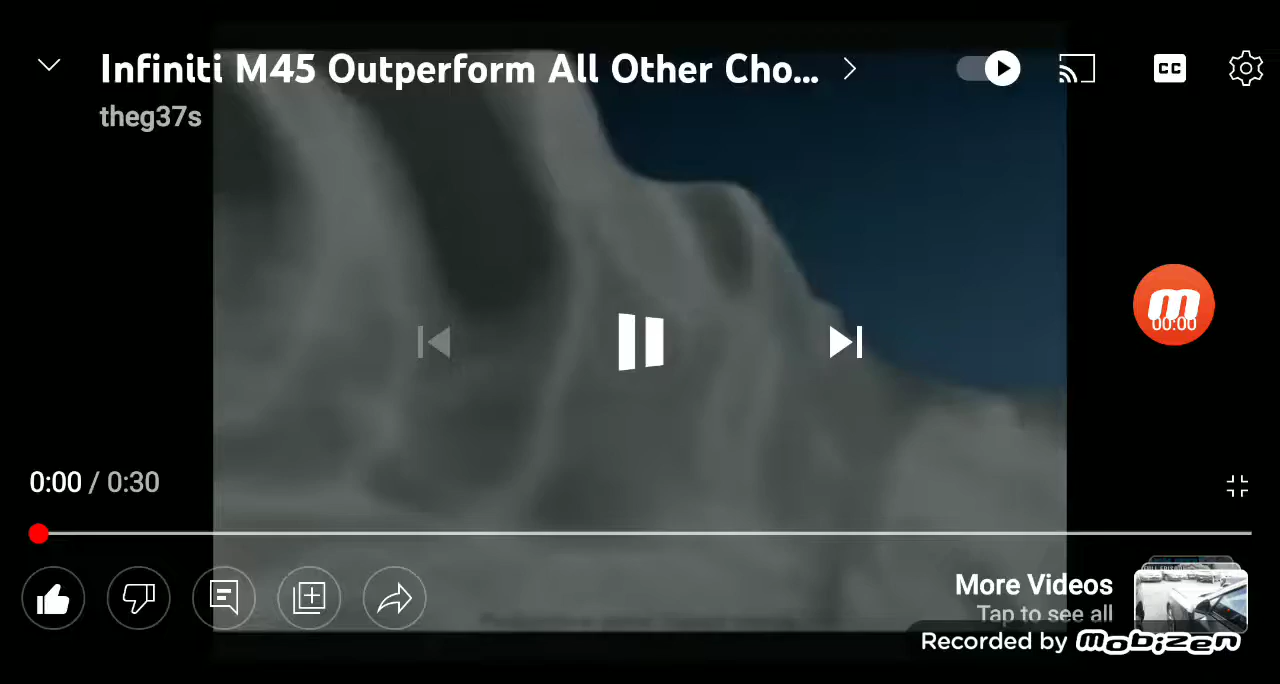 Infiniti M45 Outperform All Other Cho...
theg37s
CC
00:00
0:00 / 0:30
More Videos
Tap to see all
Recorded by mobizen